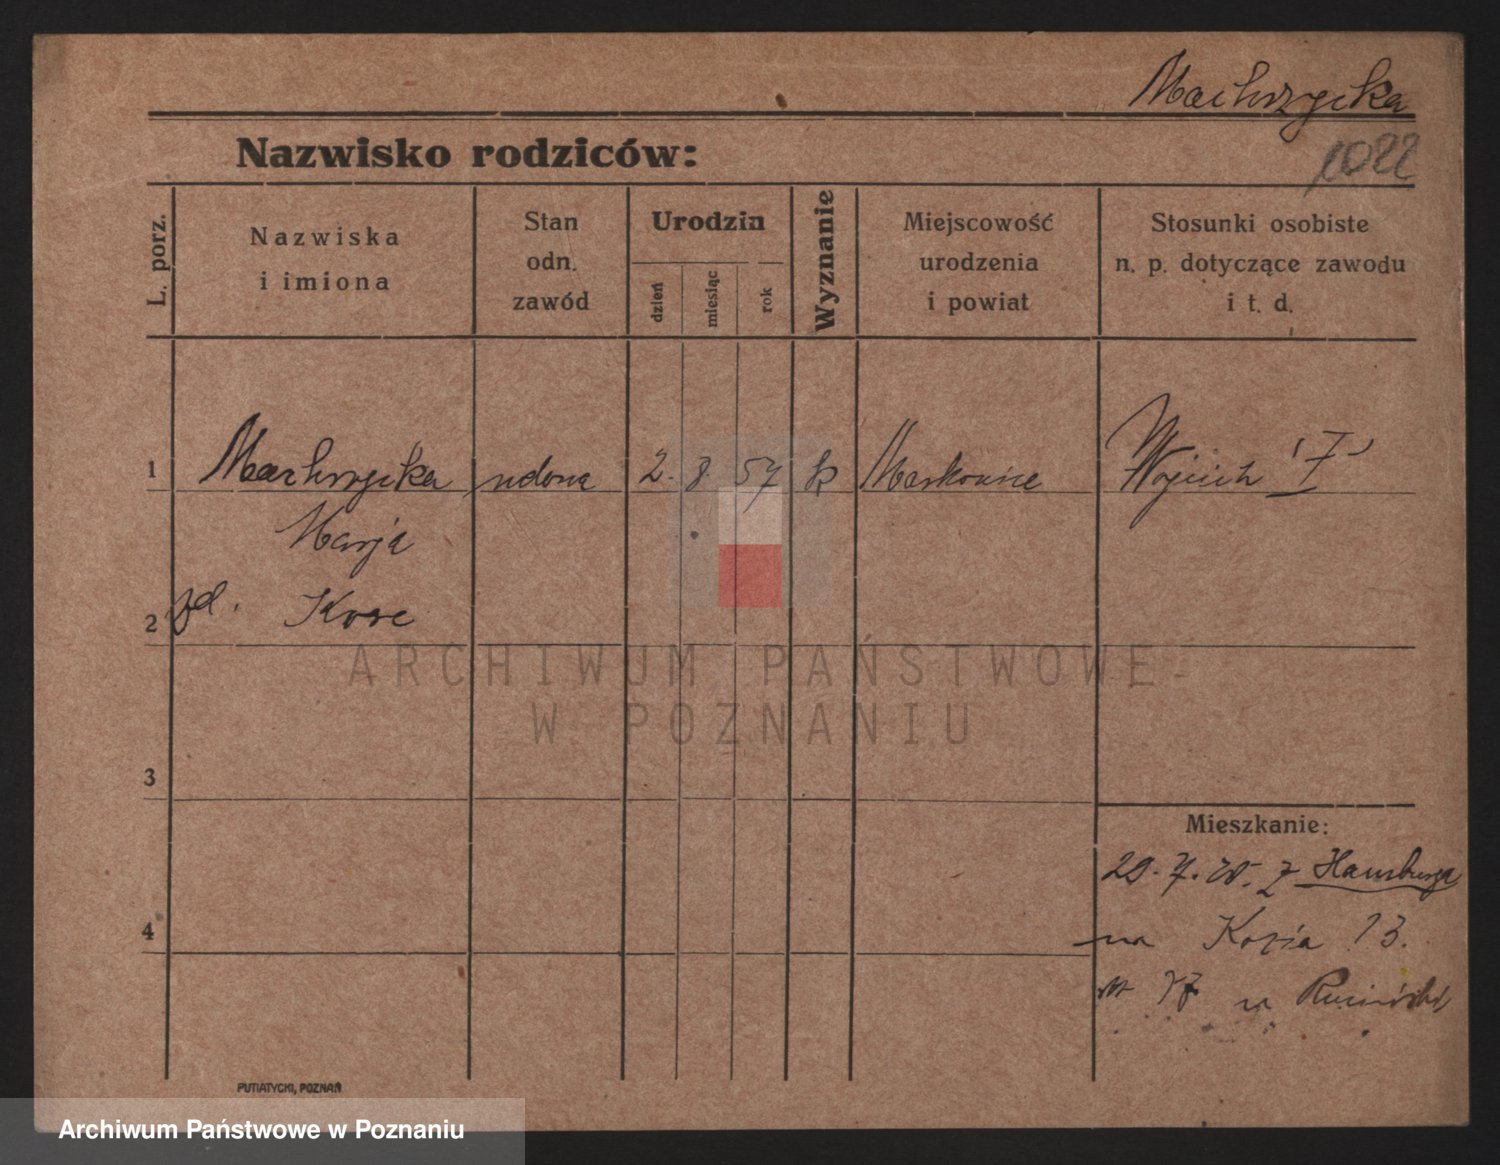 Machrzycka
1022
Nazwisko rodziców:
L. porz.
Nazwiska
i imiona
Stan
odn.
zawód
Urodzin
dzień
miesiąc
rok
Wyznanie
Miejscowość
urodzenia
i powiat
Stosunki osobiste
n. p. dotyczące zawodu
i t. d.
1 Machrzycka 2. 8. 57 k Markowice Wojciech
Marja
2
ARCHIWUM PAŃSTWOWE
W POZNANIU
3
Mieszkanie:
29. 7. z Hamburga
4 na Kozia 13.
PUTIATYCKI, POZNAŃ
Archiwum Państwowe w Poznaniu